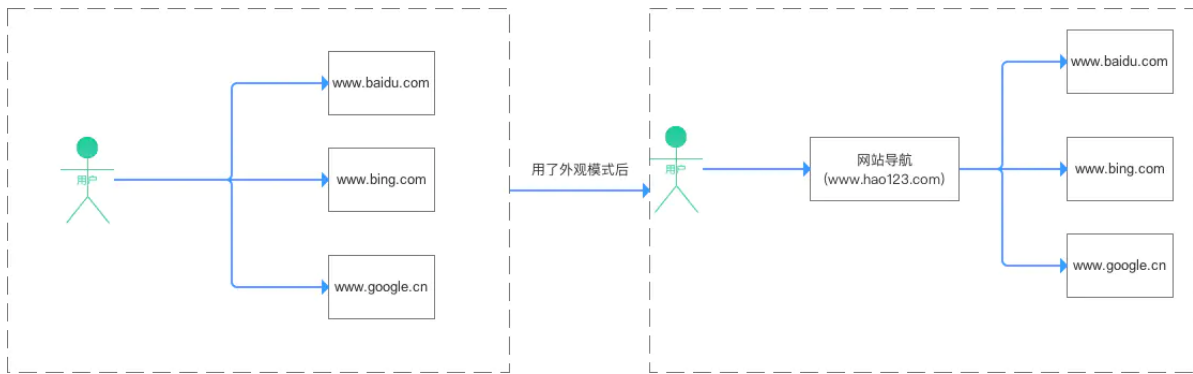 www.baidu.com
用户
www.bing.com
www.google.cn
用了外观模式后
用户
网站导航
(www.hao123.com)
www.baidu.com
www.bing.com
www.google.cn